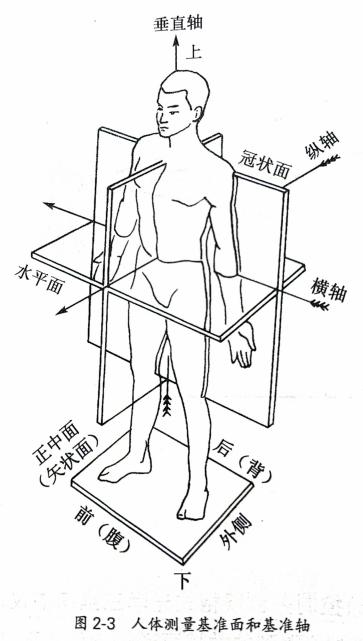 垂直轴
上
冠状面
纵轴
水平面
横轴
正中面
(矢状面)
后(背)
前(腹)
外侧
下
图 2-3 人体测量基准面和基准轴